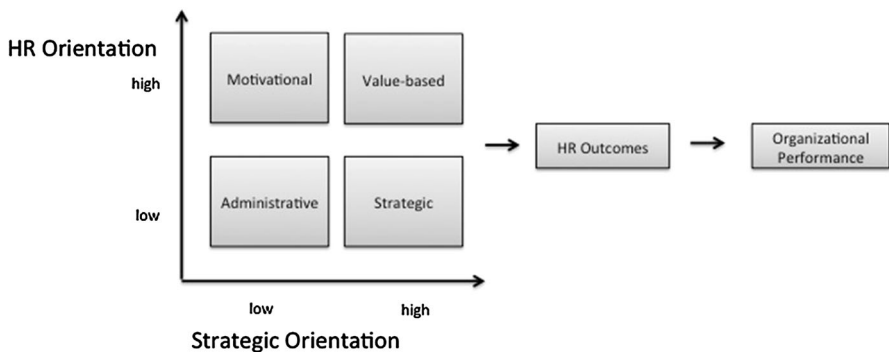 HR Orientation
high
low
Motivational
Value-based
Administrative
Strategic
low
high
Strategic Orientation
HR Outcomes
Organizational
Performance